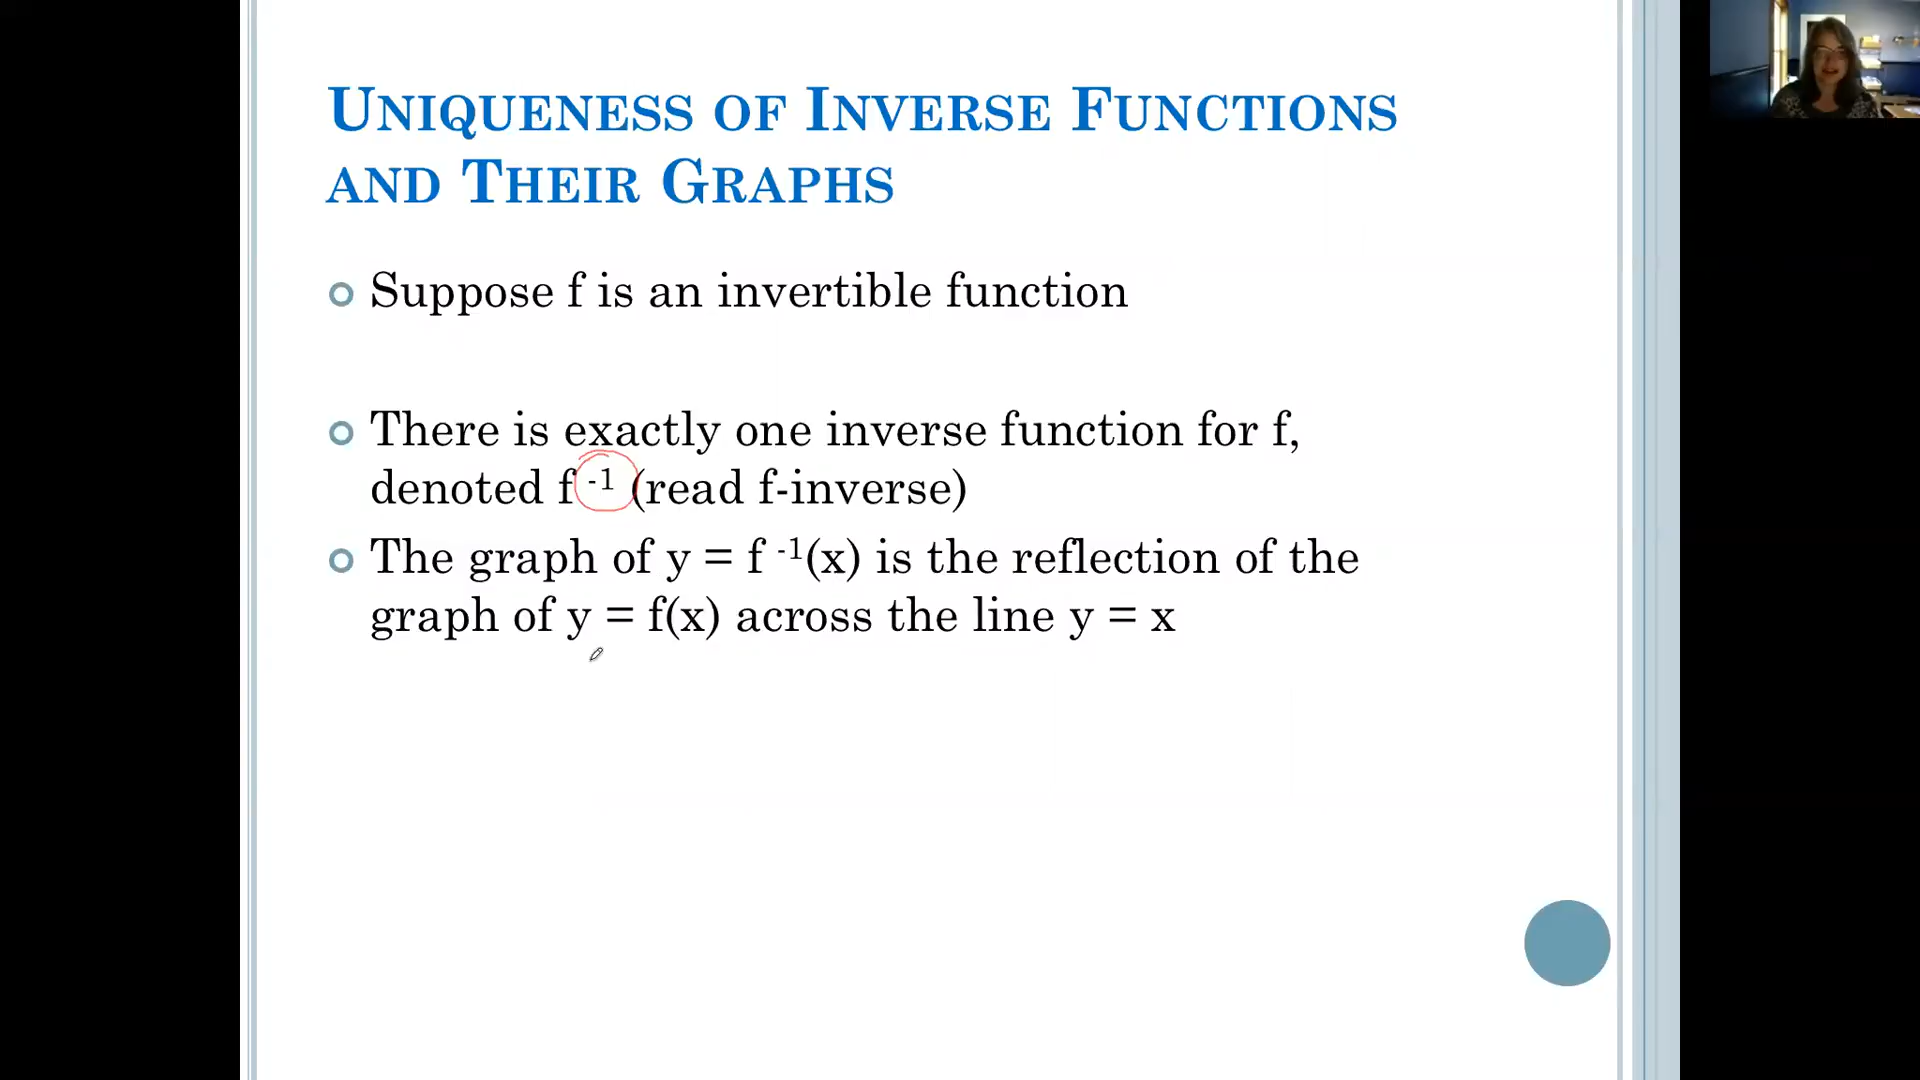 UNIQUENESS OF INVERSE FUNCTIONS
AND THEIR GRAPHS
Suppose f is an invertible function
There is exactly one inverse function for f,
denoted f -1 (read f-inverse)
The graph of y = f -1(x) is the reflection of the
graph of y = f(x) across the line y = x